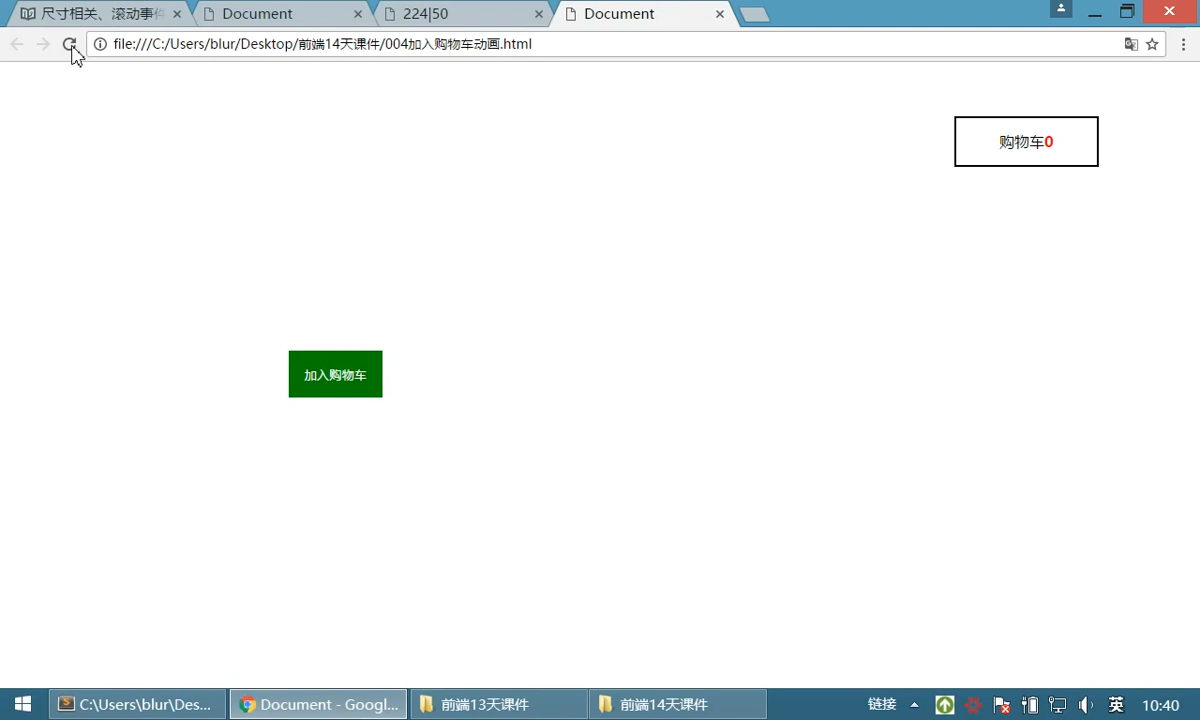 尺寸相关、滚动事件
Document
224|50
Document
file:///C:/Users/blur/Desktop/前端14天课件/004加入购物车动画.html
购物车0
加入购物车
C:\Users\blur\Des...
Document - Googl...
前端13天课件
前端14天课件
链接
英
10:40